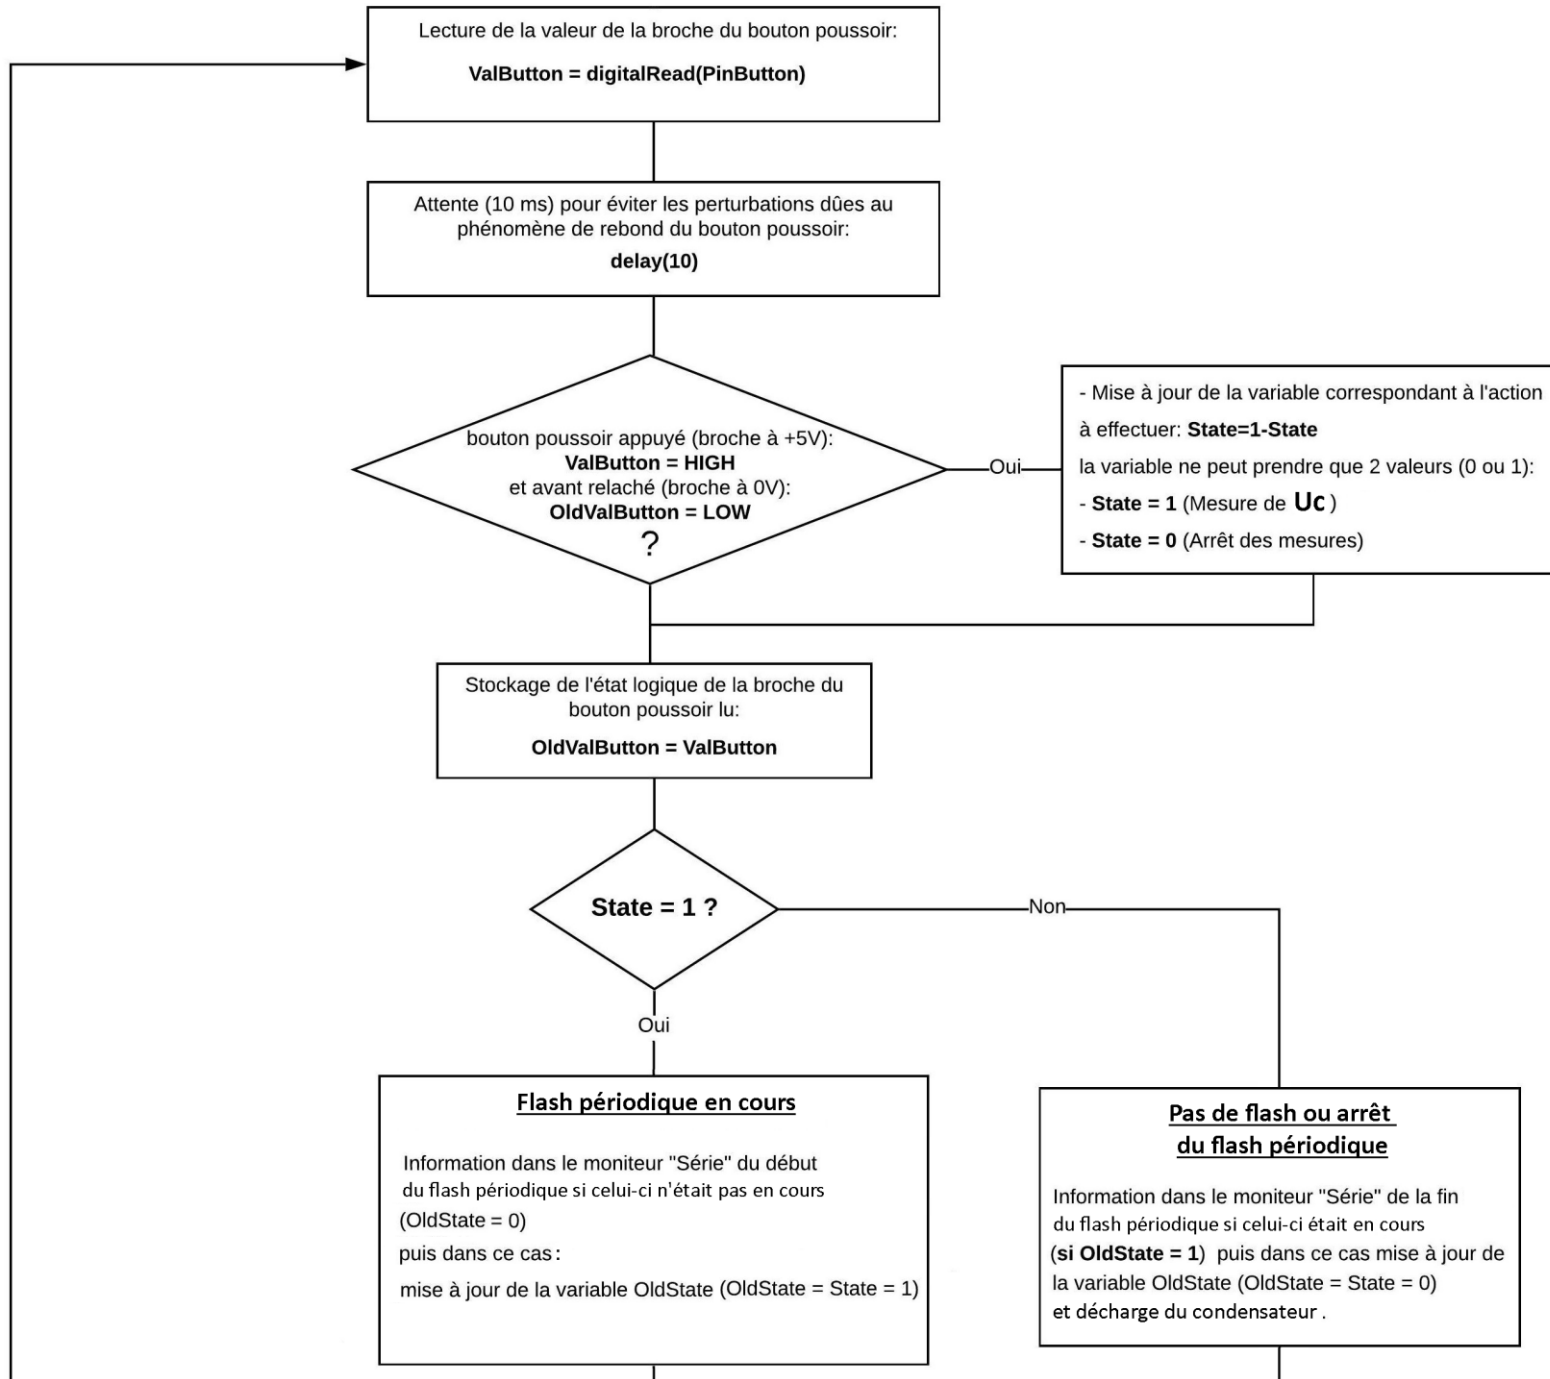 Lecture de la valeur de la broche du bouton poussoir:
ValButton = digitalRead(PinButton)
Attente (10 ms) pour éviter les perturbations dûes au
phénomène de rebond du bouton poussoir:
delay(10)
bouton poussoir appuyé (broche à +5V):
ValButton = HIGH
et avant relaché (broche à 0V):
OldValButton = LOW
?
Oui
- Mise à jour de la variable correspondant à l'action
à effectuer: State=1-State
la variable ne peut prendre que 2 valeurs (0 ou 1):
- State = 1 (Mesure de Uc )
- State = 0 (Arrêt des mesures)
Stockage de l'état logique de la broche du
bouton poussoir lu:
OldValButton = ValButton
State = 1 ?
Non
Oui
Flash périodique en cours
Information dans le moniteur "Série" du début
du flash périodique si celui-ci n'était pas en cours
(OldState = 0)
puis dans ce cas :
mise à jour de la variable OldState (OldState = State = 1)
Pas de flash ou arrêt
du flash périodique
Information dans le moniteur "Série" de la fin
du flash périodique si celui-ci était en cours
(si OldState = 1) puis dans ce cas mise à jour de
la variable OldState (OldState = State = 0)
et décharge du condensateur .